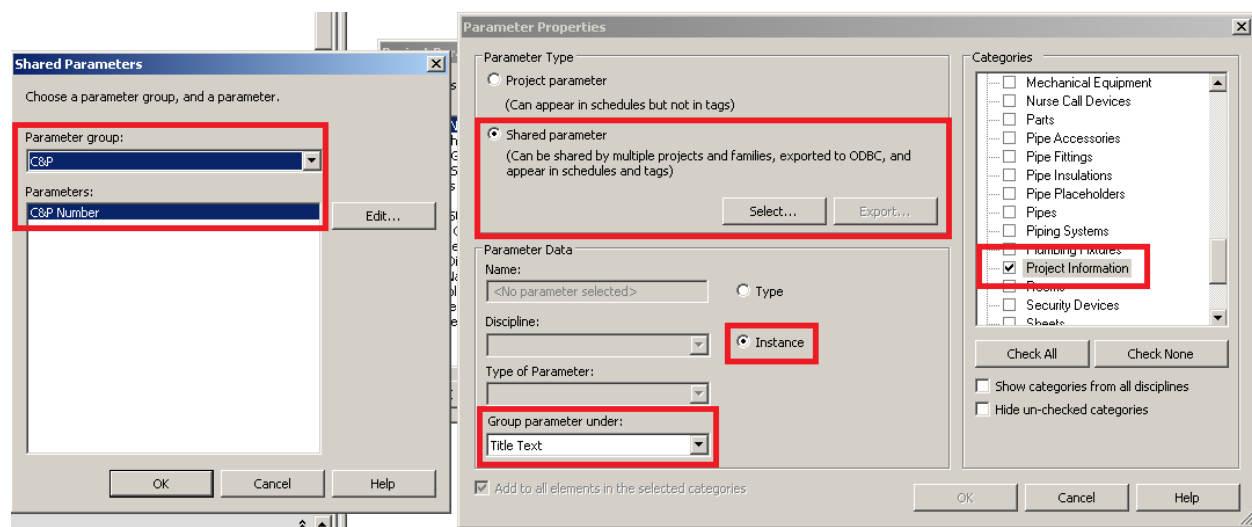 Shared Parameters
Choose a parameter group, and a parameter.
Parameter group:
C&P
Parameters:
C&P Number
Edit...
OK
Cancel
Help
Parameter Properties
Parameter Type
Project parameter
(Can appear in schedules but not in tags)
Shared parameter
(Can be shared by multiple projects and families, exported to ODBC, and
appear in schedules and tags)
Select...
Export...
Parameter Data
Name:
<No parameter selected>
Type
Discipline:
Instance
Type of Parameter:
Group parameter under:
Title Text
Add to all elements in the selected categories
Categories
Mechanical Equipment
Nurse Call Devices
Parts
Pipe Accessories
Pipe Fittings
Pipe Insulations
Pipe Placeholders
Pipes
Piping Systems
Plumbing Fixtures
Project Information
Rooms
Security Devices
Sheets
Check All
Check None
Show categories from all disciplines
Hide un-checked categories
OK
Cancel
Help